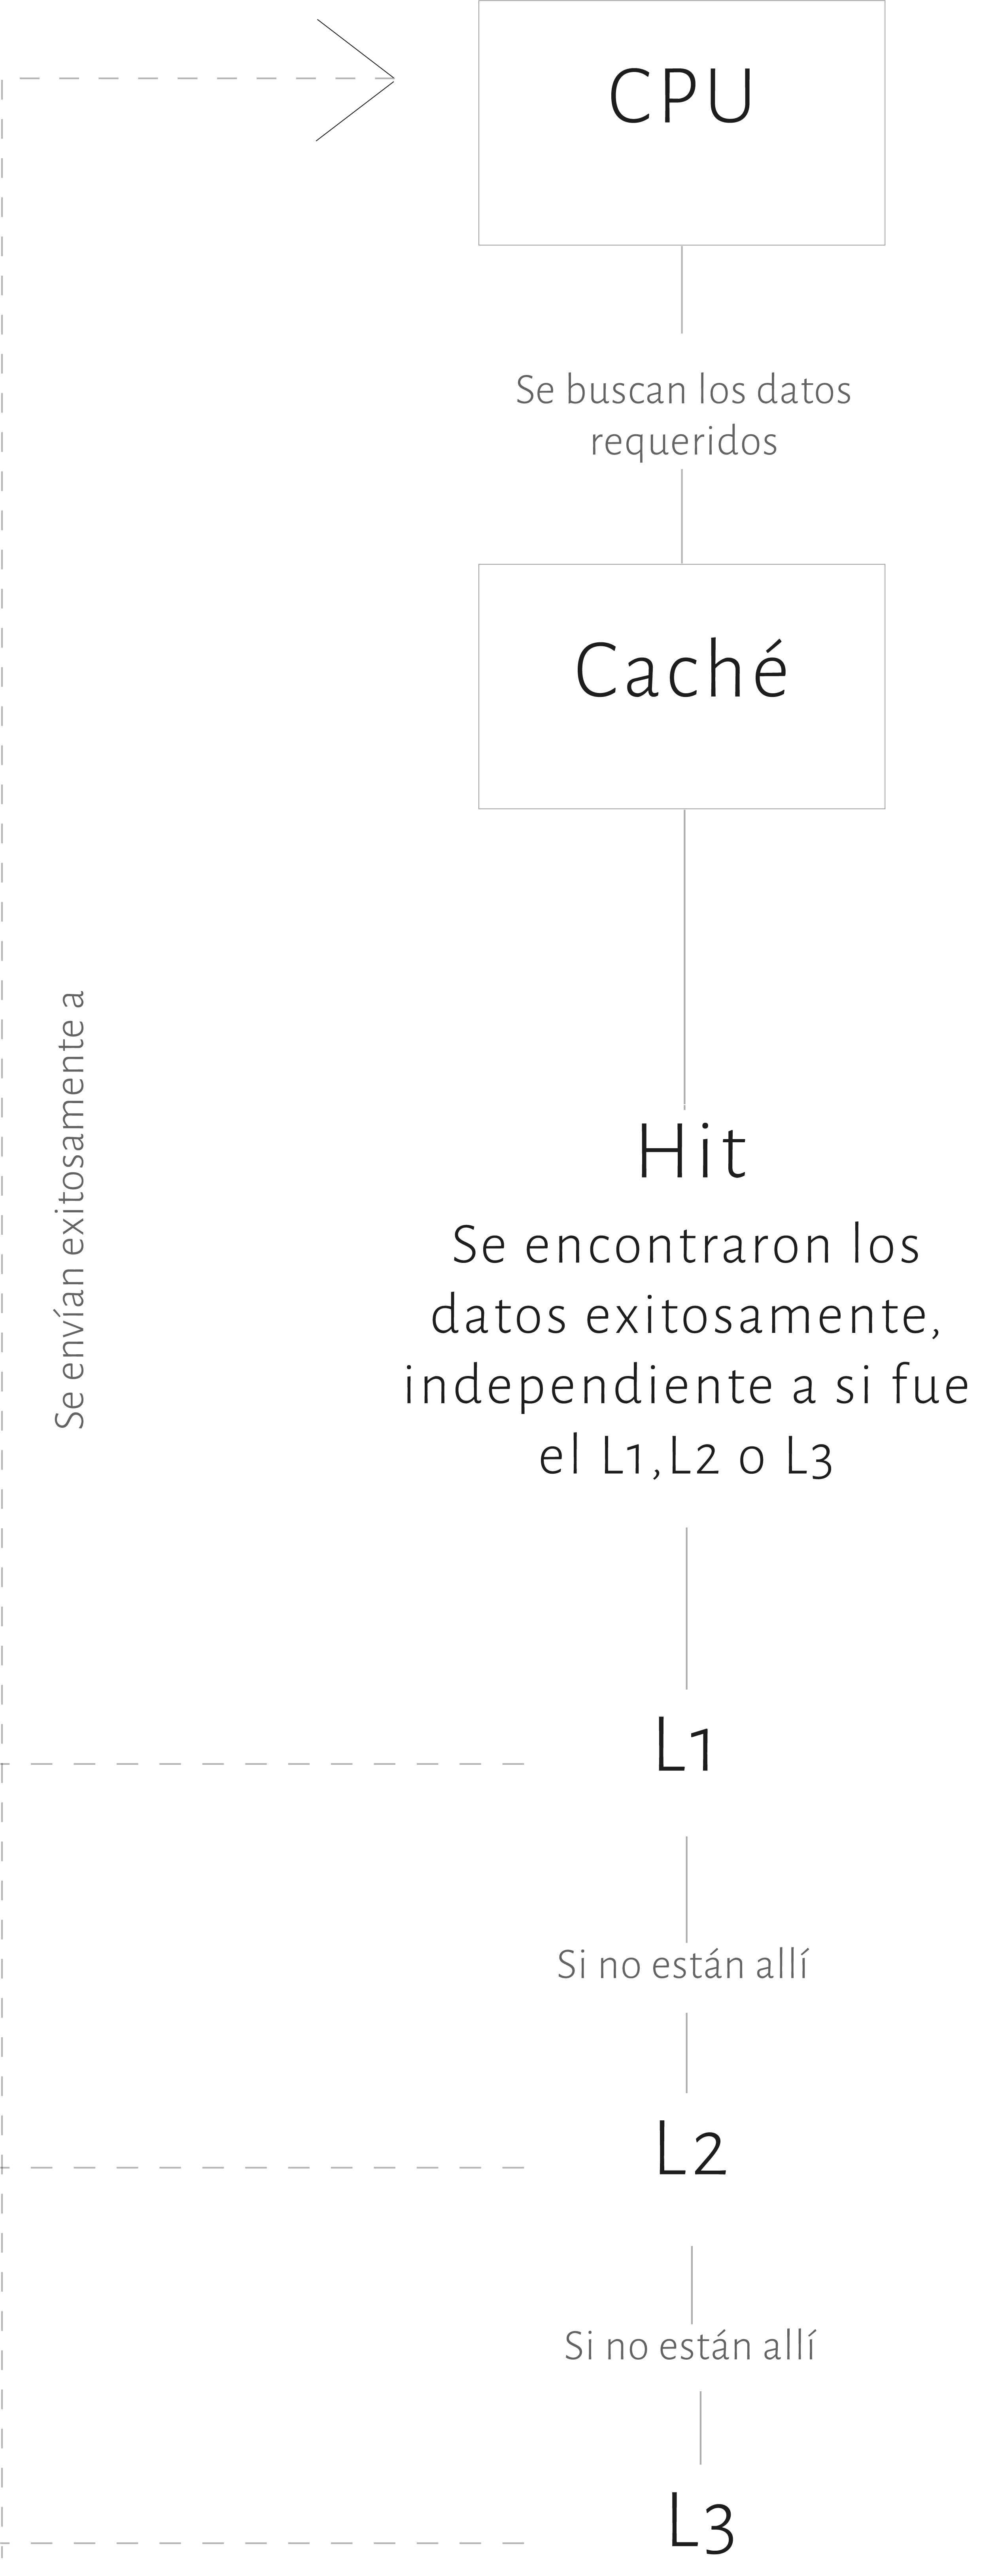 CPU
Se buscan los datos
requeridos
Caché
Se envían exitosamente a
Hit
Se encontraron los
datos exitosamente,
independiente a si fue
el L1,L2 o L3
L1
Si no están allí
L2
Si no están allí
L3